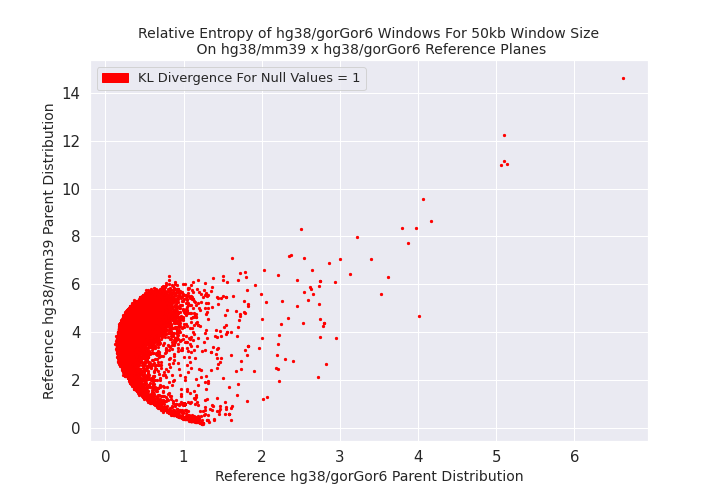 Relative Entropy of hg38/gorGor6 Windows For 50kb Window Size
On hg38/mm39 x hg38/gorGor6 Reference Planes
KL Divergence For Null Values = 1
Reference hg38/mm39 Parent Distribution
14
12
10
8
6
4
2
0
0 1 2 3 4 5 6
Reference hg38/gorGor6 Parent Distribution